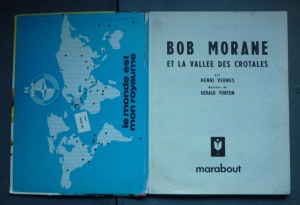 le monde est
mon royaume
BOB MORANE
ET LA VALLEE DES CROTALES
par
HENRI VERNES
dessins de
GERALD FORTON
marabout